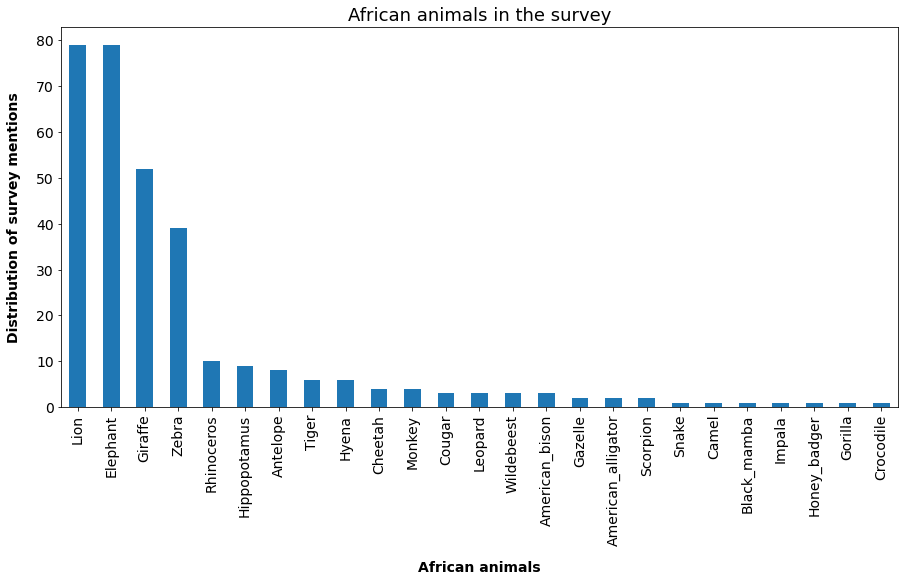 African animals in the survey
Distribution of survey mentions
80
70
60
50
40
30
20
10
0
Lion
Elephant
Giraffe
Zebra
Rhinoceros
Hippopotamus
Antelope
Tiger
Hyena
Cheetah
Monkey
Cougar
Leopard
Wildebeest
American_bison
Gazelle
American_alligator
Scorpion
Snake
Camel
Black_mamba
Impala
Honey_badger
Gorilla
Crocodile
African animals